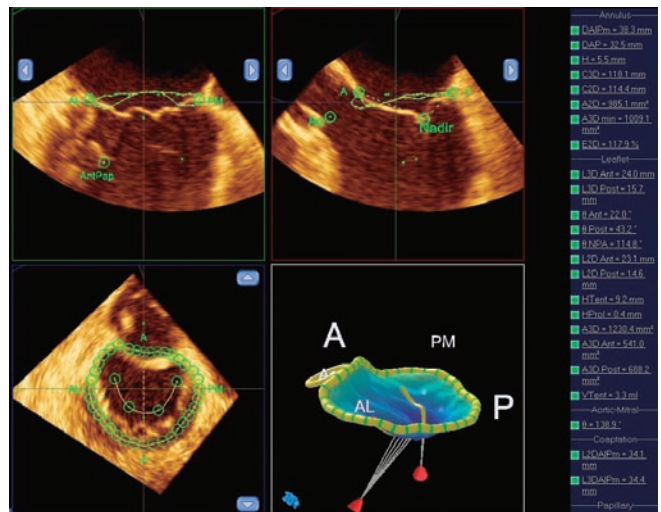 AL
PM
AntPap
A
Ao
Nadir
A
AL
PM
A
PM
AL
P
Annulus
DAlPm = 38.3 mm
DAP = 32.5 mm
H = 5.5 mm
C3D = 118.1 mm
C2D = 114.4 mm
A2D = 985.1 mm²
A3D min = 1009.1
mm²
E2D = 117.9 %
Leaflet
L3D Ant = 24.0 mm
L3D Post = 15.7
mm
θ Ant = 22.0 °
θ Post = 43.2 °
θ NPA = 114.8 °
L2D Ant = 23.1 mm
L2D Post = 14.6
mm
HTent = 9.2 mm
HProl = 0.4 mm
A3D = 1230.4 mm²
A3D Ant = 541.0
mm²
A3D Post = 688.2
mm²
VTent = 3.3 ml
Aortic-Mitral
θ = 138.9 °
Coaptation
L2DAlPm = 34.1
mm
L3DAlPm = 34.4
mm
Papillary